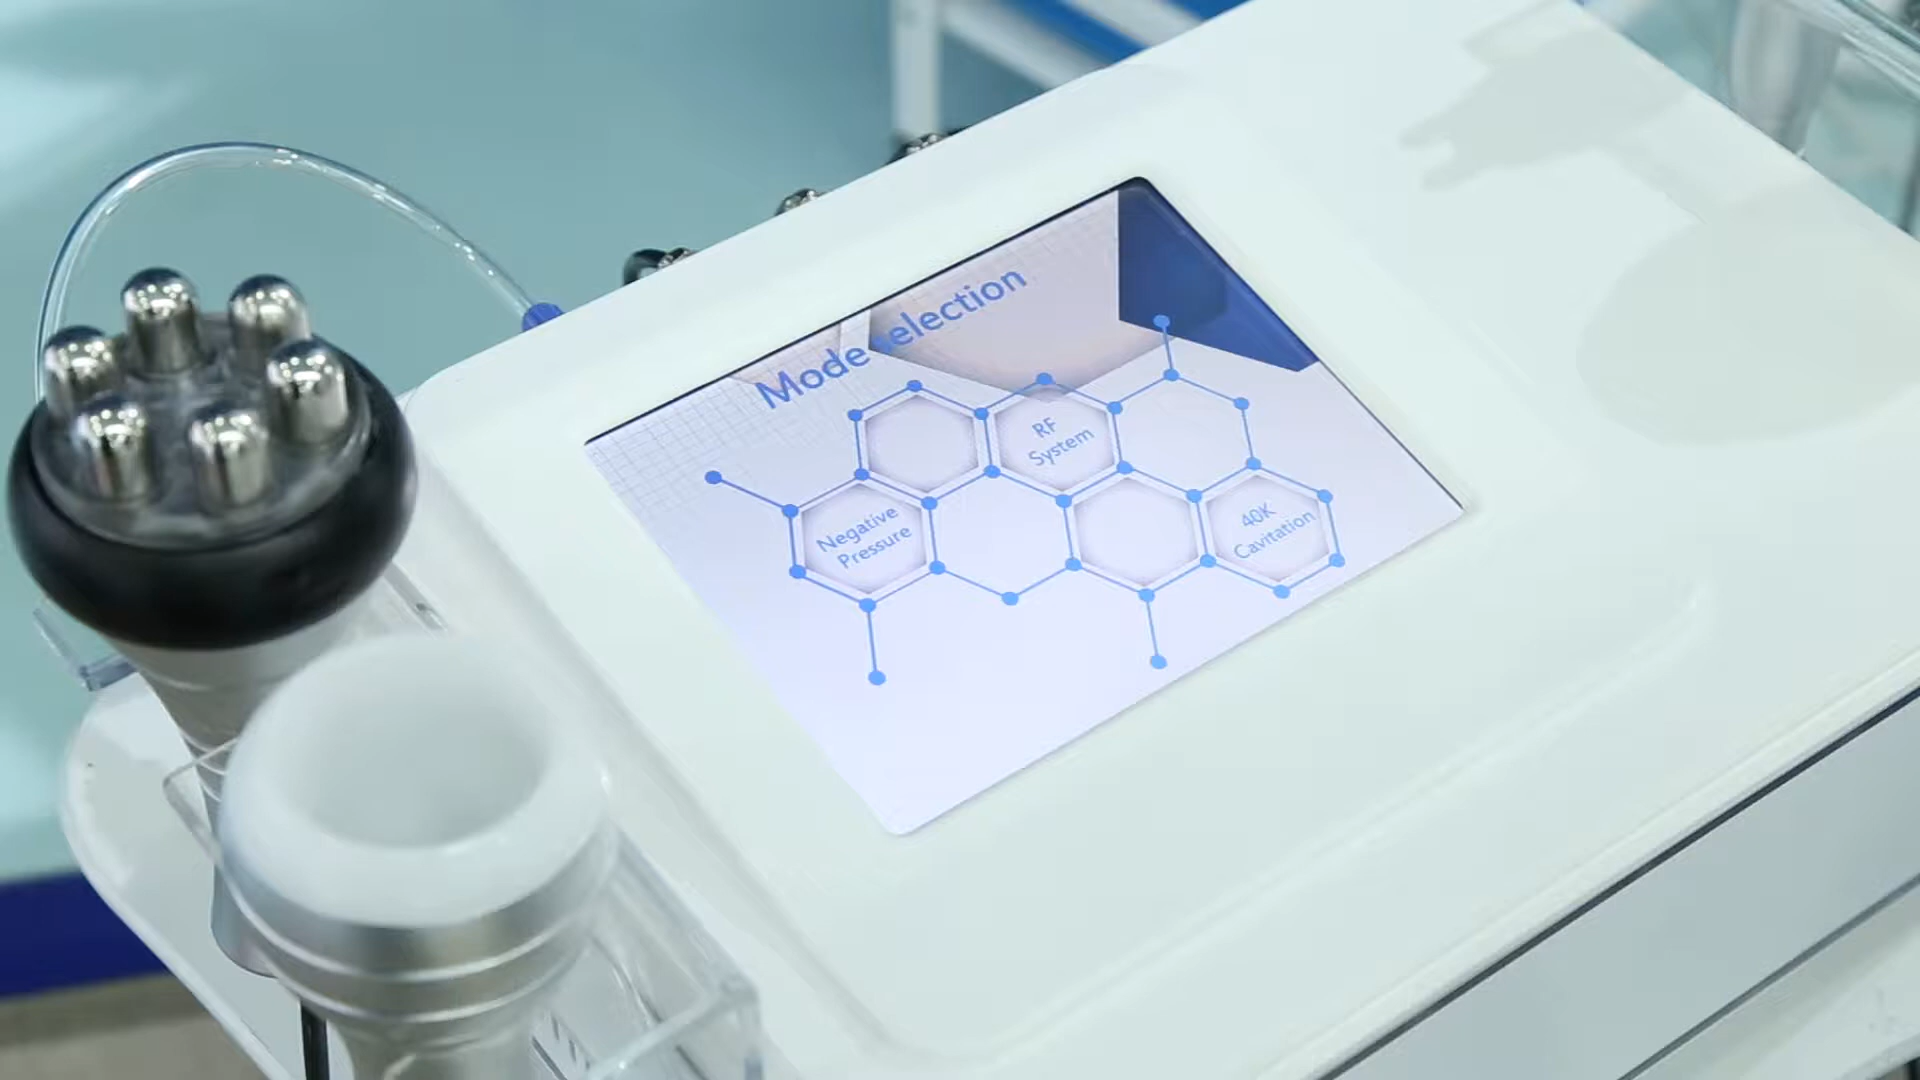 Mode selection
RF
System
Negative
Pressure
40K
Cavitation